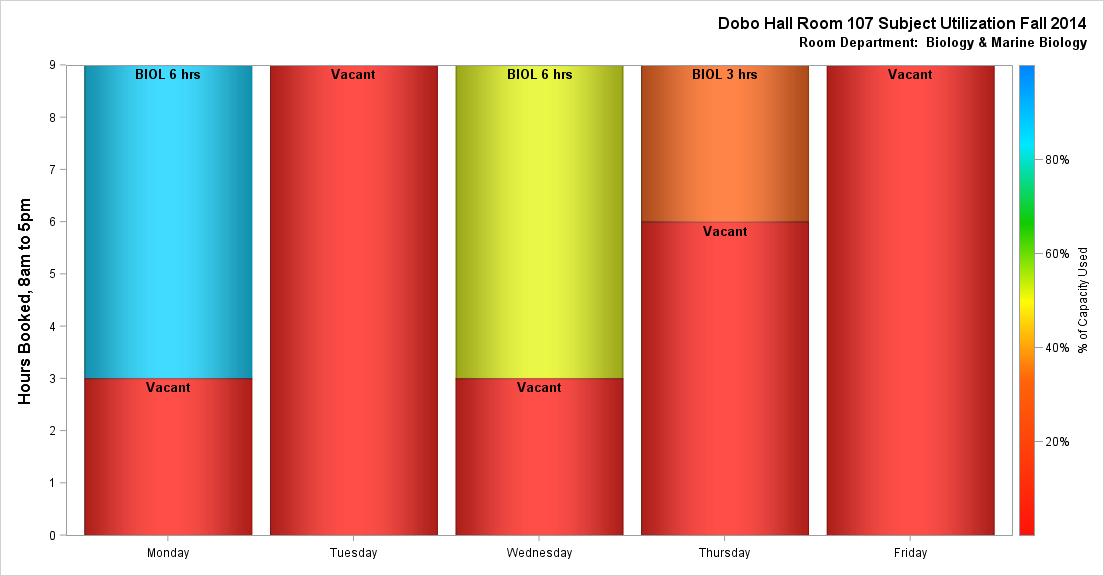 Dobo Hall Room 107 Subject Utilization Fall 2014
Room Department:  Biology & Marine Biology
Hours Booked, 8am to 5pm
9
8
7
6
5
4
3
2
1
0
BIOL 6 hrs
Vacant
Vacant
BIOL 6 hrs
Vacant
BIOL 3 hrs
Vacant
Vacant
Monday
Tuesday
Wednesday
Thursday
Friday
80%
60%
40%
20%
% of Capacity Used